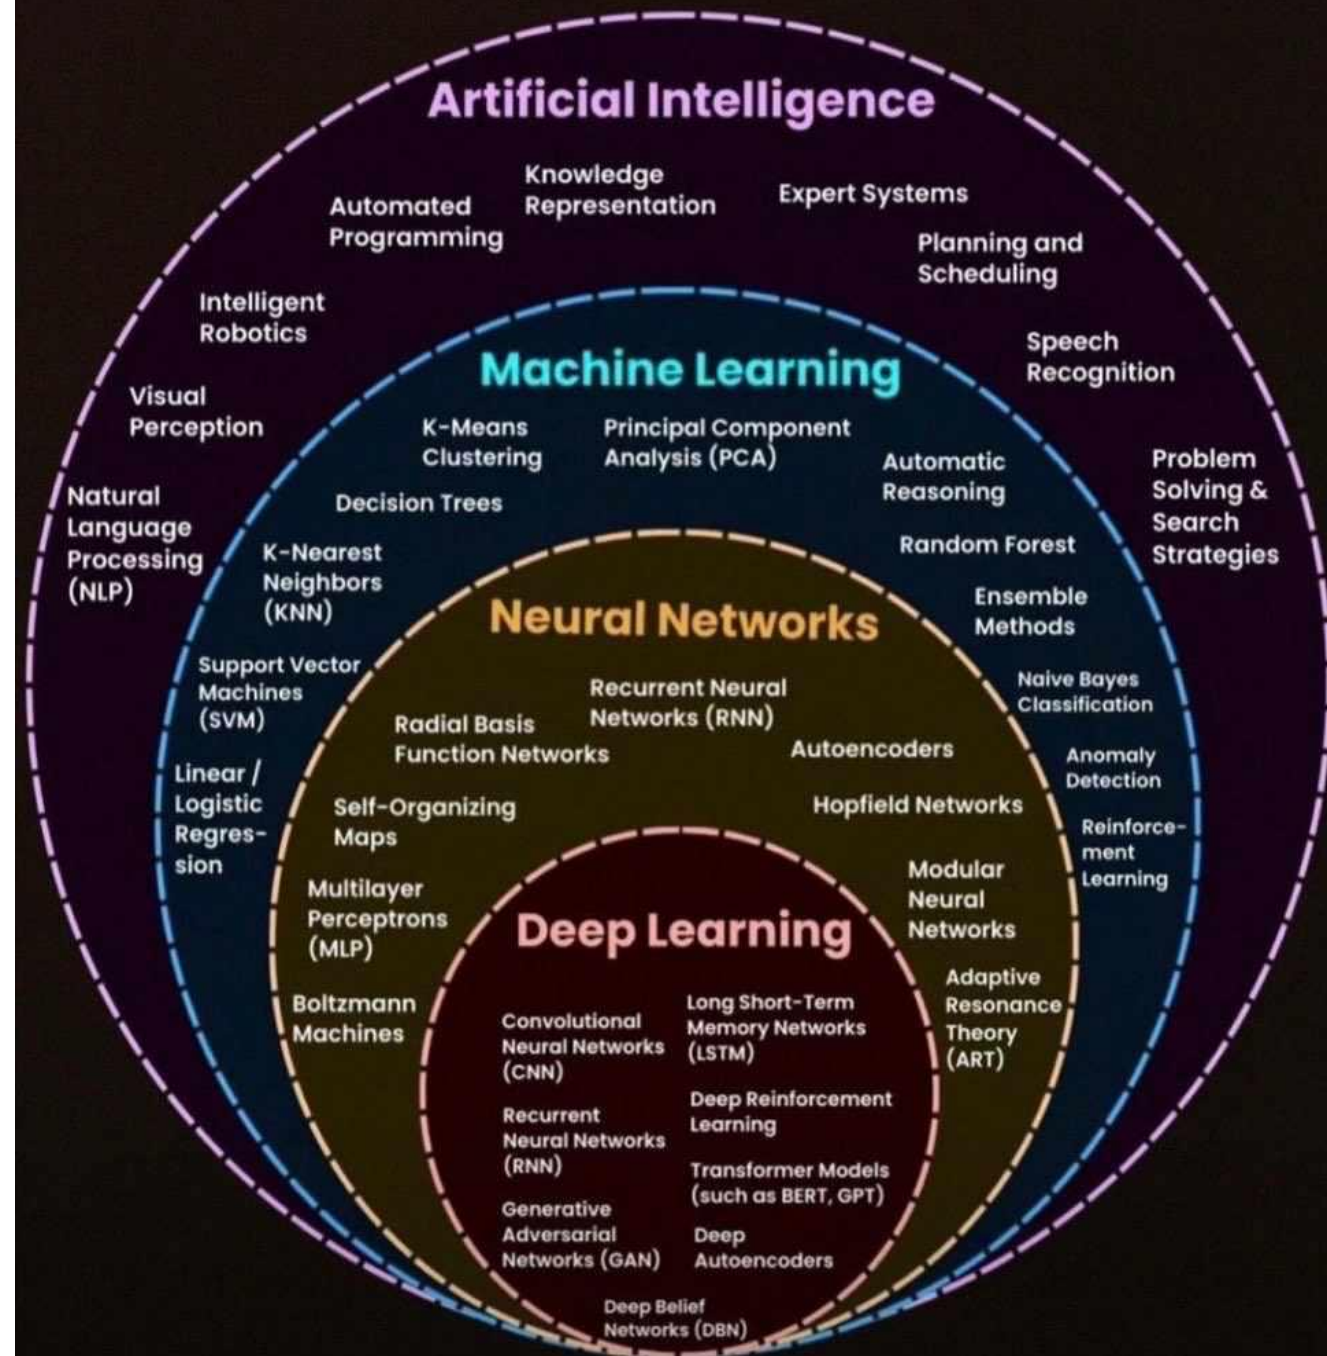 Artificial Intelligence
Knowledge
Representation
Expert Systems
Automated
Programming
Planning and
Scheduling
Intelligent
Robotics
Speech
Recognition
Visual
Perception
Problem
Solving &
Search
Strategies
Natural
Language
Processing
(NLP)
Machine Learning
K-Means
Clustering
Principal Component
Analysis (PCA)
Automatic
Reasoning
Decision Trees
Random Forest
K-Nearest
Neighbors
(KNN)
Ensemble
Methods
Support Vector
Machines
(SVM)
Naive Bayes
Classification
Linear /
Logistic
Regres-
sion
Anomaly
Detection
Reinforce-
ment
Learning
Neural Networks
Recurrent Neural
Networks (RNN)
Radial Basis
Function Networks
Autoencoders
Self-Organizing
Maps
Hopfield Networks
Multilayer
Perceptrons
(MLP)
Modular
Neural
Networks
Boltzmann
Machines
Adaptive
Resonance
Theory
(ART)
Deep Learning
Convolutional
Neural Networks
(CNN)
Long Short-Term
Memory Networks
(LSTM)
Recurrent
Neural Networks
(RNN)
Deep Reinforcement
Learning
Transformer Models
(such as BERT, GPT)
Generative
Adversarial
Networks (GAN)
Deep
Autoencoders
Deep Belief
Networks (DBN)